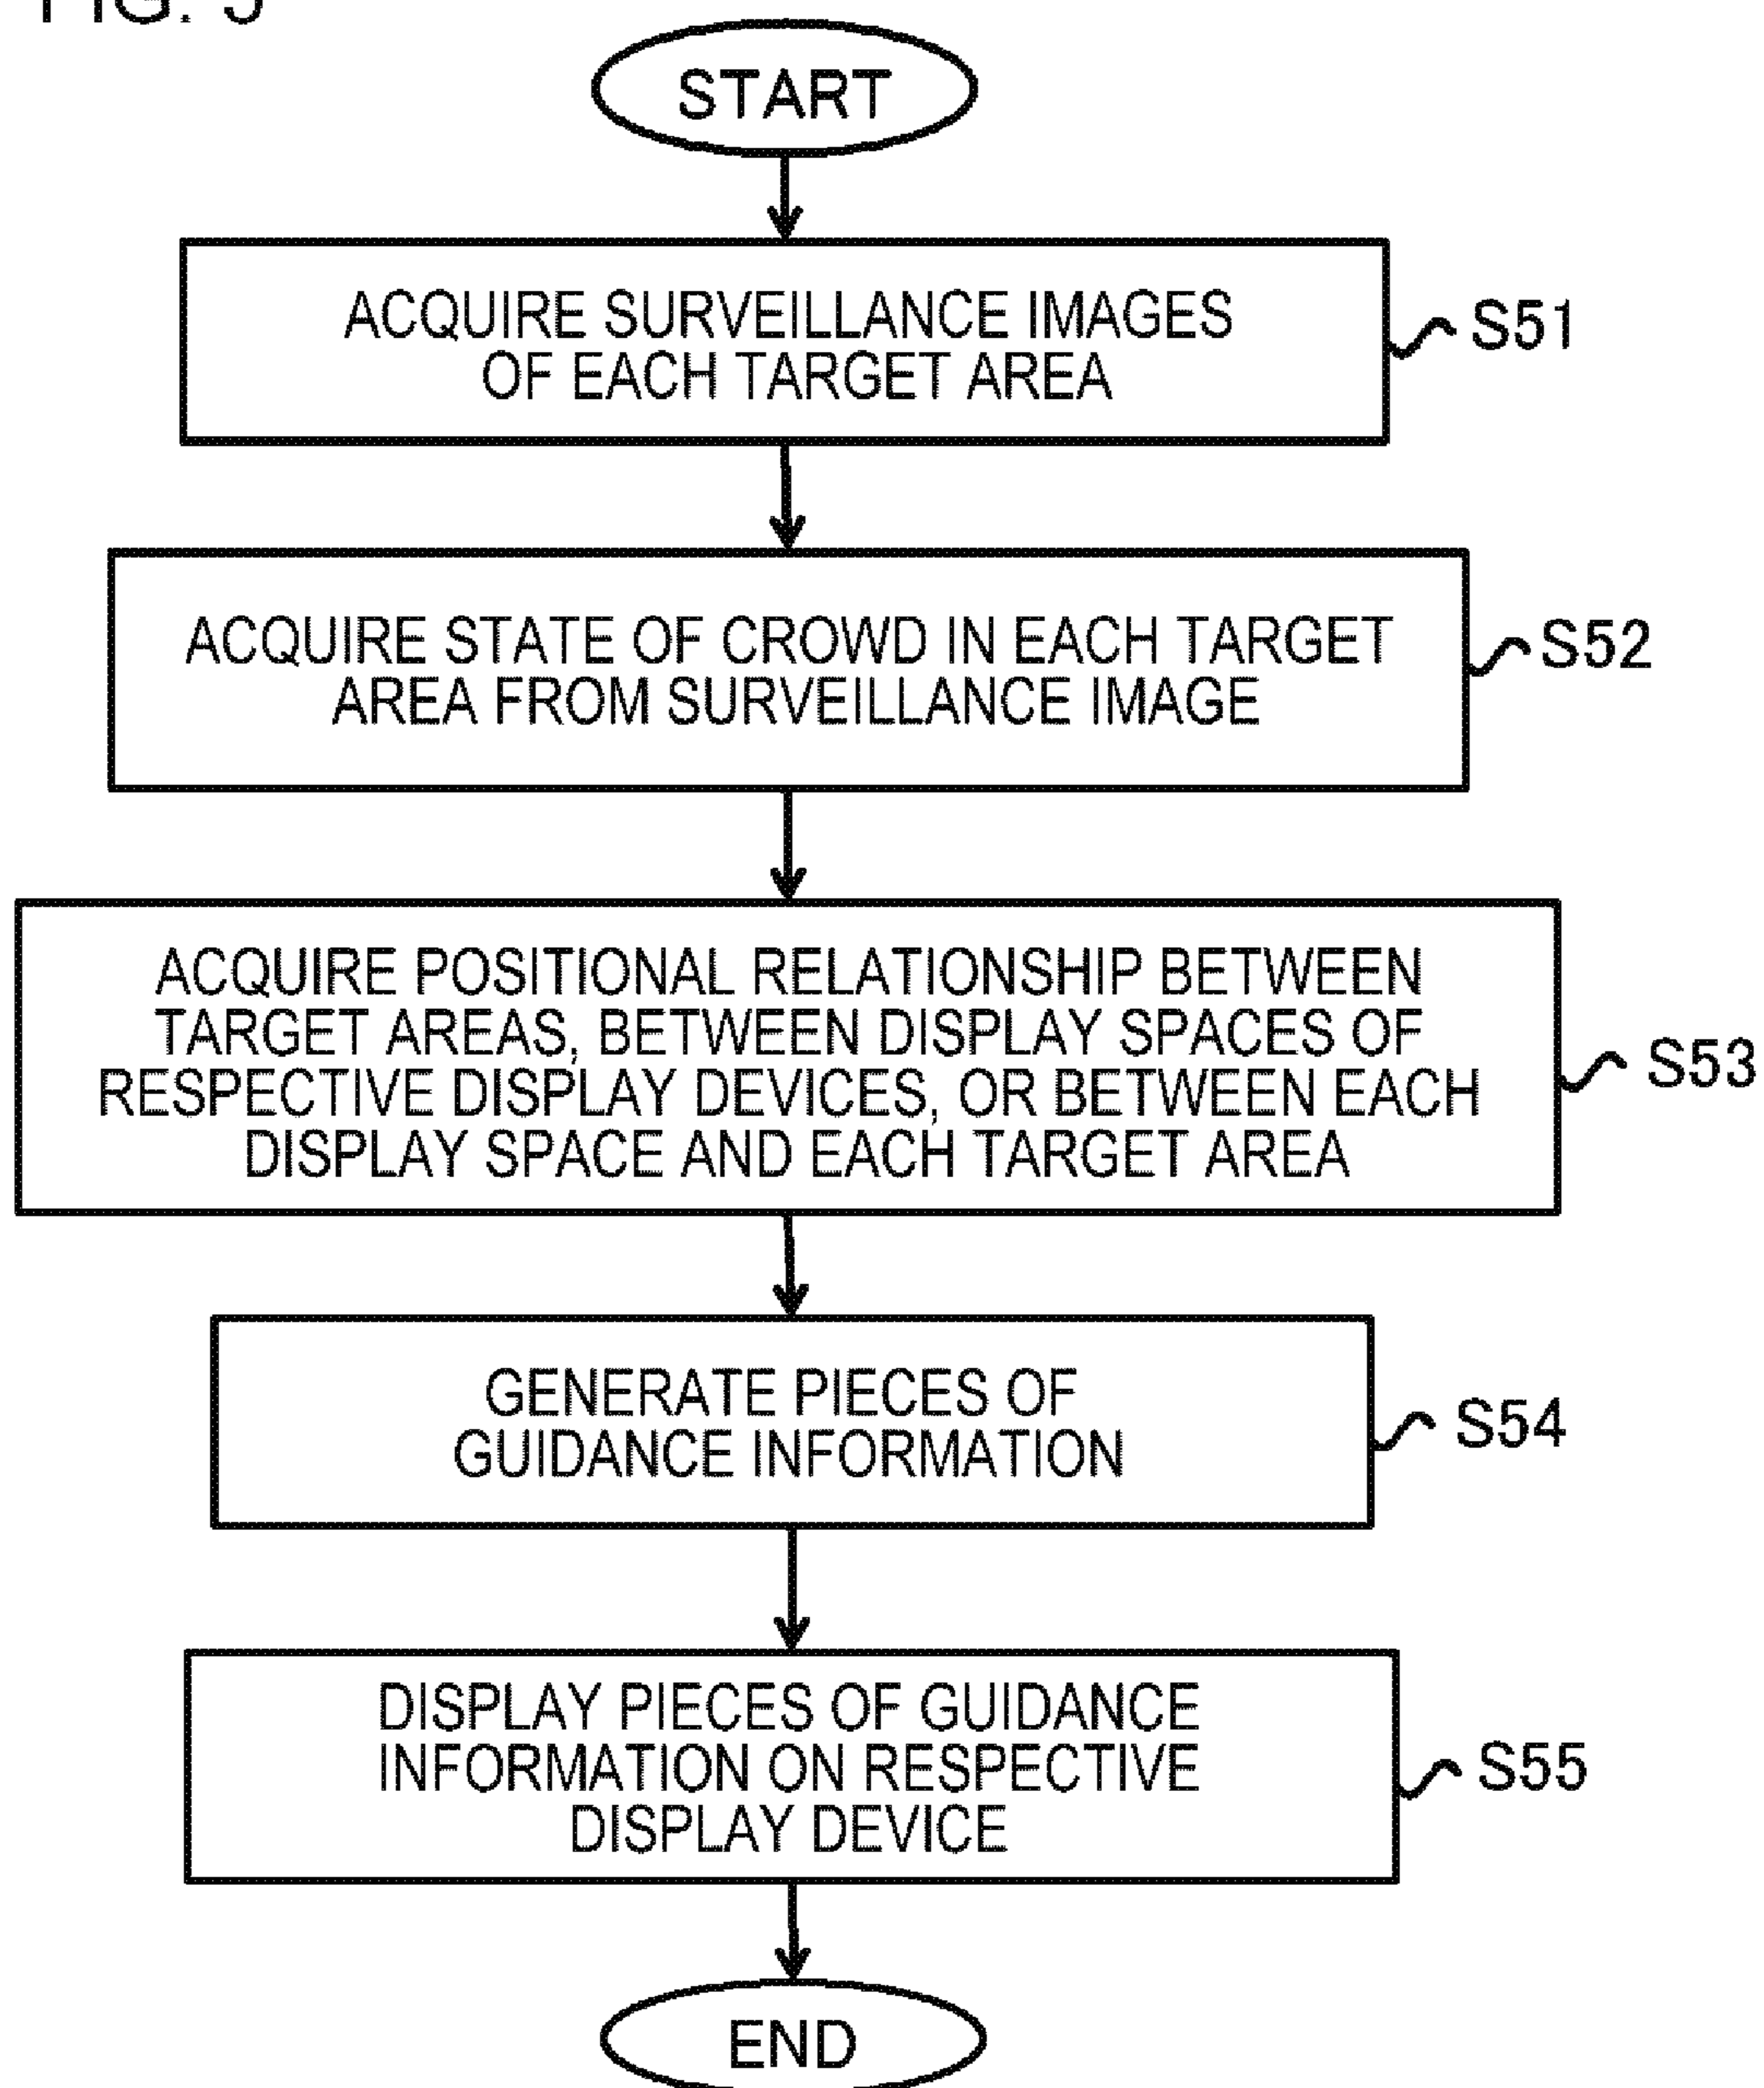 FIG. 5
START
ACQUIRE SURVEILLANCE IMAGES
OF EACH TARGET AREA
S51
ACQUIRE STATE OF CROWD IN EACH TARGET
AREA FROM SURVEILLANCE IMAGE
S52
ACQUIRE POSITIONAL RELATIONSHIP BETWEEN
TARGET AREAS, BETWEEN DISPLAY SPACES OF
RESPECTIVE DISPLAY DEVICES, OR BETWEEN EACH
DISPLAY SPACE AND EACH TARGET AREA
S53
GENERATE PIECES OF
GUIDANCE INFORMATION
S54
DISPLAY PIECES OF GUIDANCE
INFORMATION ON RESPECTIVE
DISPLAY DEVICE
S55
END